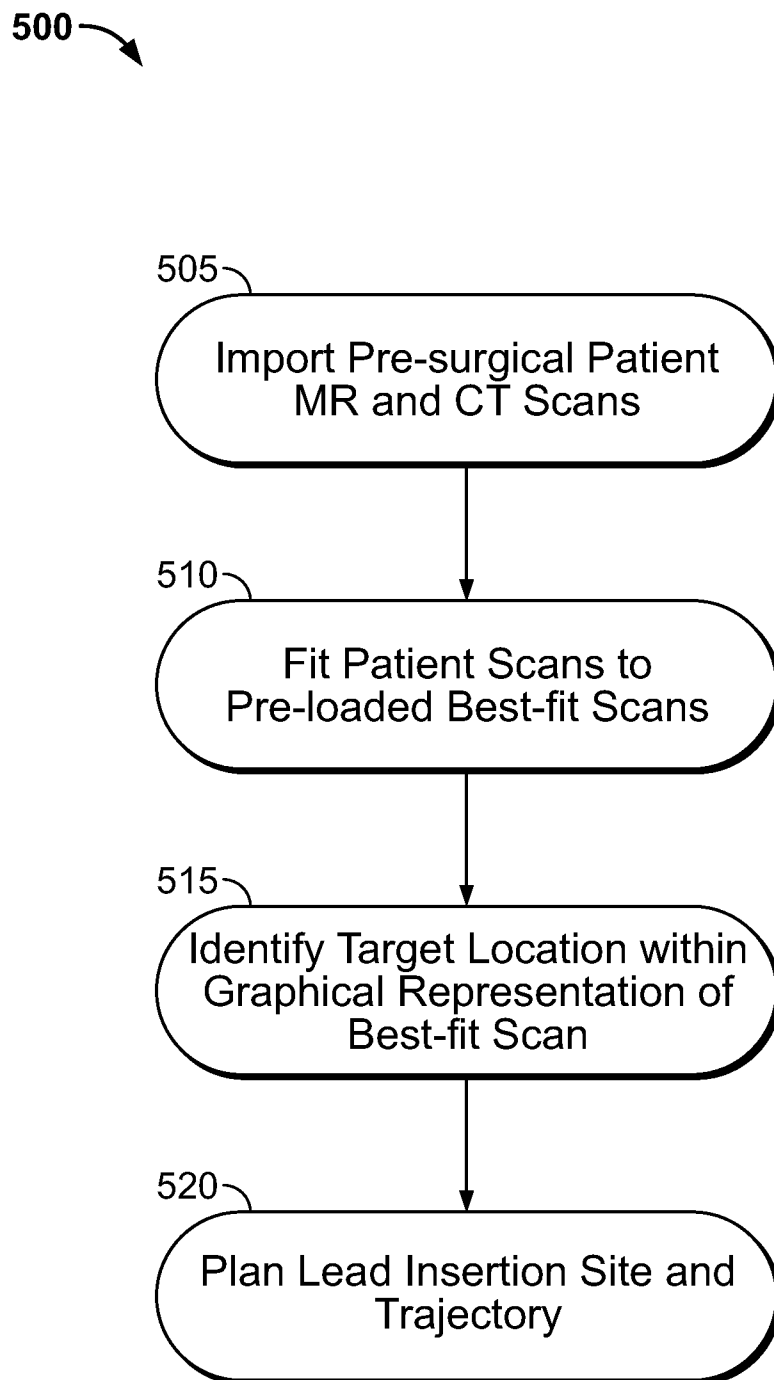 500
505
Import Pre-surgical Patient
MR and CT Scans
510
Fit Patient Scans to
Pre-loaded Best-fit Scans
515
Identify Target Location within
Graphical Representation of
Best-fit Scan
520
Plan Lead Insertion Site and
Trajectory